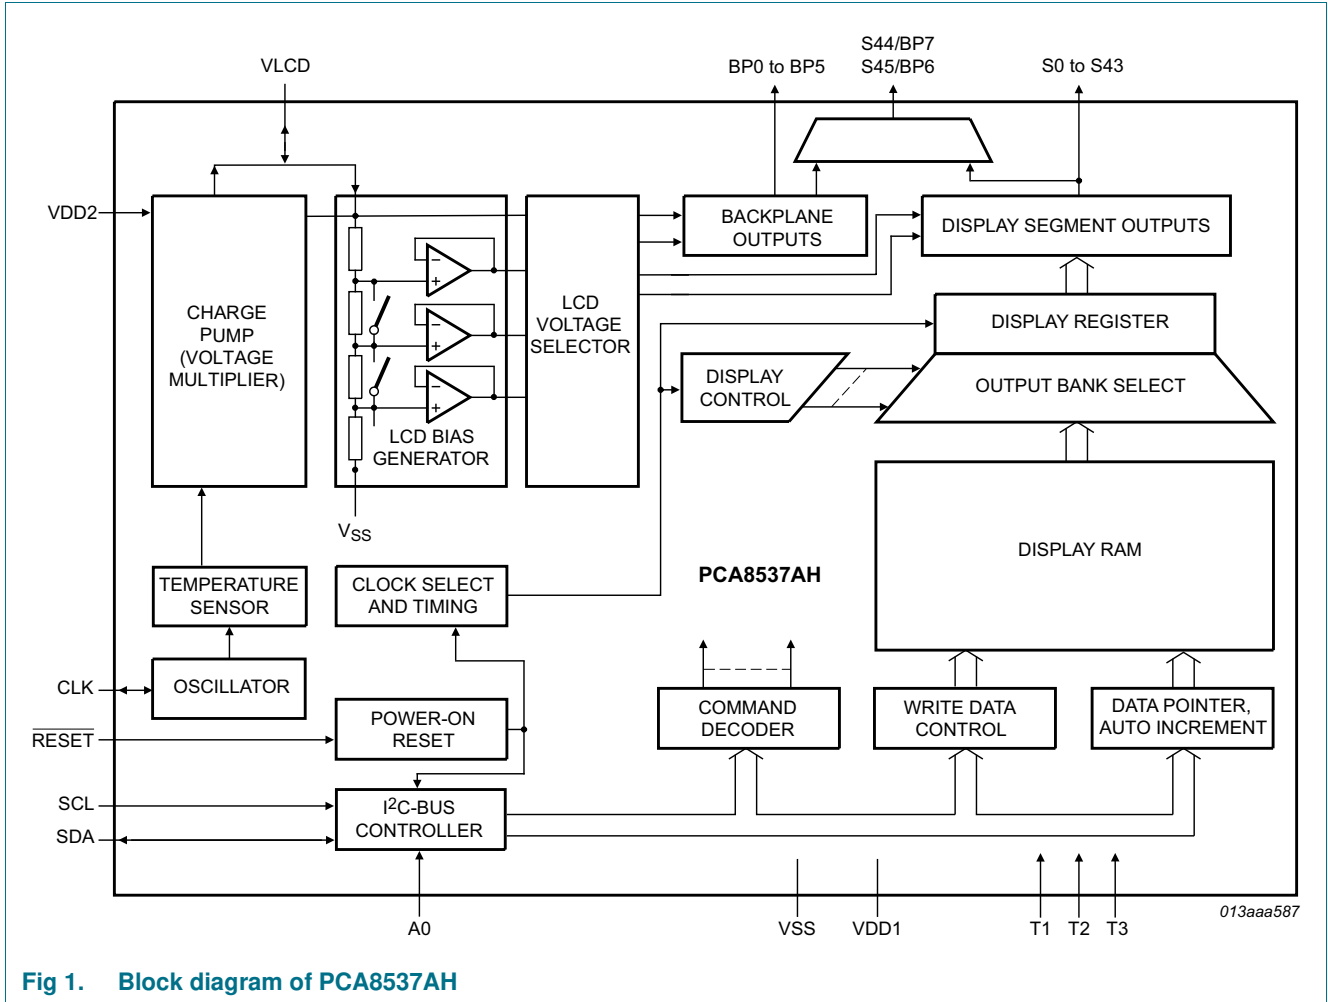 S44/BP7
VLCD
BP0 to BP5
S45/BP6
S0 to S43
VDD2
CHARGE
PUMP
(VOLTAGE
MULTIPLIER)
LCD BIAS
GENERATOR
VSS
LCD
VOLTAGE
SELECTOR
BACKPLANE
OUTPUTS
DISPLAY SEGMENT OUTPUTS
DISPLAY REGISTER
DISPLAY
CONTROL
OUTPUT BANK SELECT
DISPLAY RAM
PCA8537AH
TEMPERATURE
SENSOR
CLOCK SELECT
AND TIMING
CLK
OSCILLATOR
RESET
POWER-ON
RESET
COMMAND
DECODER
WRITE DATA
CONTROL
DATA POINTER,
AUTO INCREMENT
SCL
SDA
I2C-BUS
CONTROLLER
A0
VSS
VDD1
T1
T2
T3
013aaa587
Fig 1. Block diagram of PCA8537AH